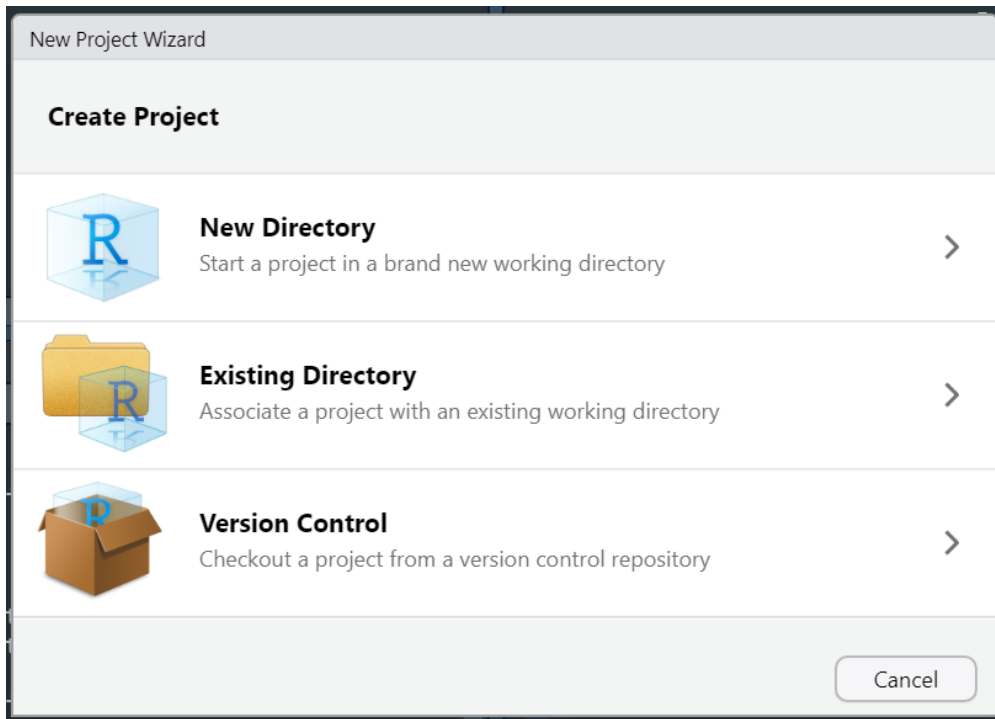 New Project Wizard
Create Project
R
New Directory
Start a project in a brand new working directory
R
Existing Directory
Associate a project with an existing working directory
R
Version Control
Checkout a project from a version control repository
Cancel